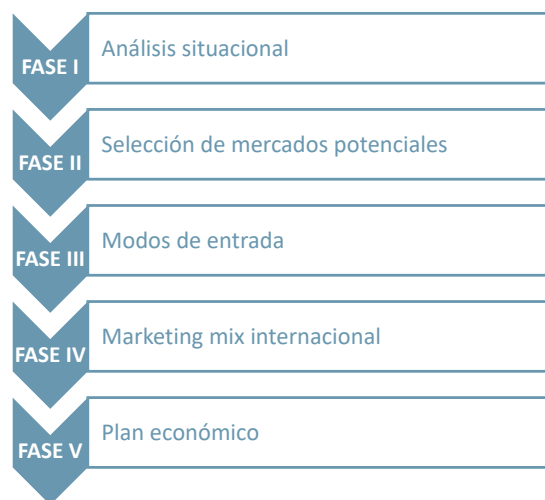 FASE I
Análisis situacional
FASE II
Selección de mercados potenciales
FASE III
Modos de entrada
FASE IV
Marketing mix internacional
FASE V
Plan económico